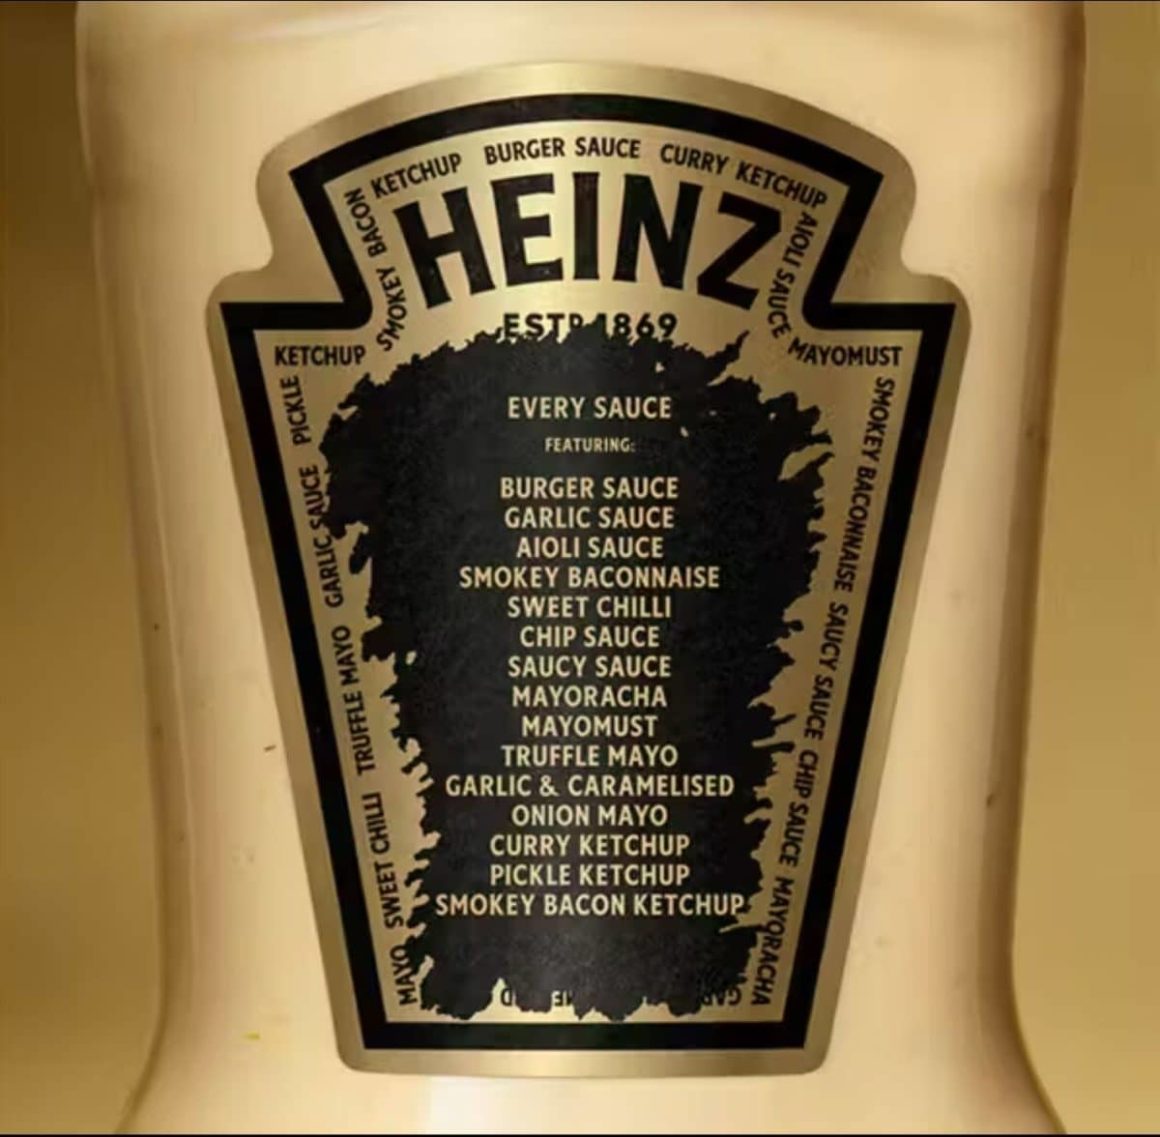 KETCHUP SMOKEY BACON KETCHUP BURGER SAUCE CURRY KETCHUP AIOLI SAUCE MAYOMUST
HEINZ
ESTD 1869
EVERY SAUCE
FEATURING:
BURGER SAUCE
GARLIC SAUCE
AIOLI SAUCE
SMOKEY BACONNAISE
SWEET CHILLI
CHIP SAUCE
SAUCY SAUCE
MAYORACHA
MAYOMUST
TRUFFLE MAYO
GARLIC & CARAMELISED
ONION MAYO
CURRY KETCHUP
PICKLE KETCHUP
SMOKEY BACON KETCHUP
MAYO SWEET CHILLI TRUFFLE MAYO GARLIC SAUCE PICKLE
SMOKEY BACONNAISE SAUCY SAUCE CHIP SAUCE MAYORACHA